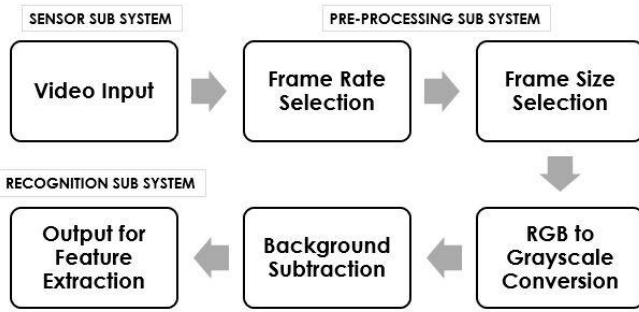 SENSOR SUB SYSTEM
PRE-PROCESSING SUB SYSTEM
Video Input
Frame Rate
Selection
Frame Size
Selection
RECOGNITION SUB SYSTEM
Output for
Feature
Extraction
Background
Subtraction
RGB to
Grayscale
Conversion